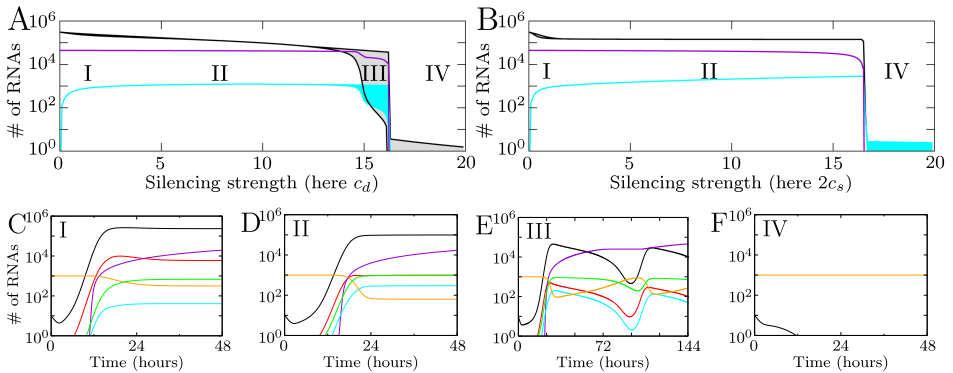 A B
10^6 10^6
# of RNAs # of RNAs
10^4 10^4
I II III IV I II IV
10^2 10^2
10^0 10^0
0 5 10 15 20 0 5 10 15 20
Silencing strength (here c_d) Silencing strength (here 2c_s)
C D E F
10^6 10^6 10^6 10^6
I II III IV
# of RNAs
10^4 10^4 10^4 10^4
10^2 10^2 10^2 10^2
10^0 10^0 10^0 10^0
0 24 48 0 24 48 0 72 144 0 24 48
Time (hours) Time (hours) Time (hours) Time (hours)